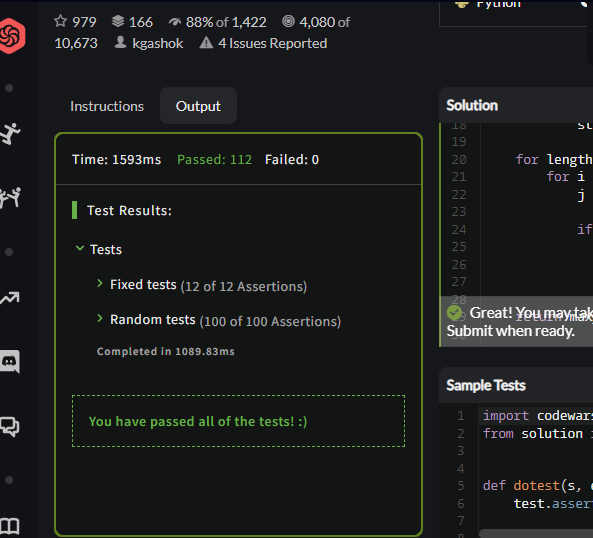 Python
979 166 88% of 1,422 4,080 of
10,673 kgashok 4 Issues Reported
Instructions Output
Time: 1593ms Passed: 112 Failed: 0
Test Results:
Tests
Fixed tests (12 of 12 Assertions)
Random tests (100 of 100 Assertions)
Completed in 1089.83ms
You have passed all of the tests! :)
Solution
18
19
20 for length
21 for i
22 j
23
24 if
25
26
27
28
Great! You may tak
Submit when ready.
Sample Tests
1 import codewars
2 from solution
3
4
5 def dotest(s,
6 test.assert
7